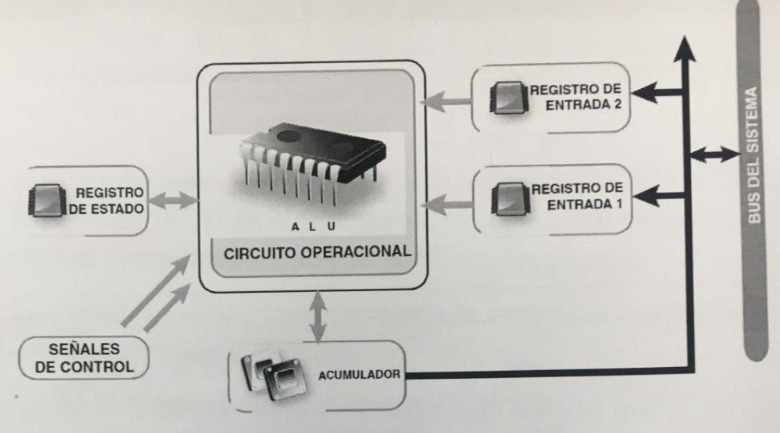 REGISTRO DE
ENTRADA 2
REGISTRO
DE ESTADO
REGISTRO DE
ENTRADA 1
A L U
CIRCUITO OPERACIONAL
SEÑALES
DE CONTROL
ACUMULADOR
BUS DEL SISTEMA